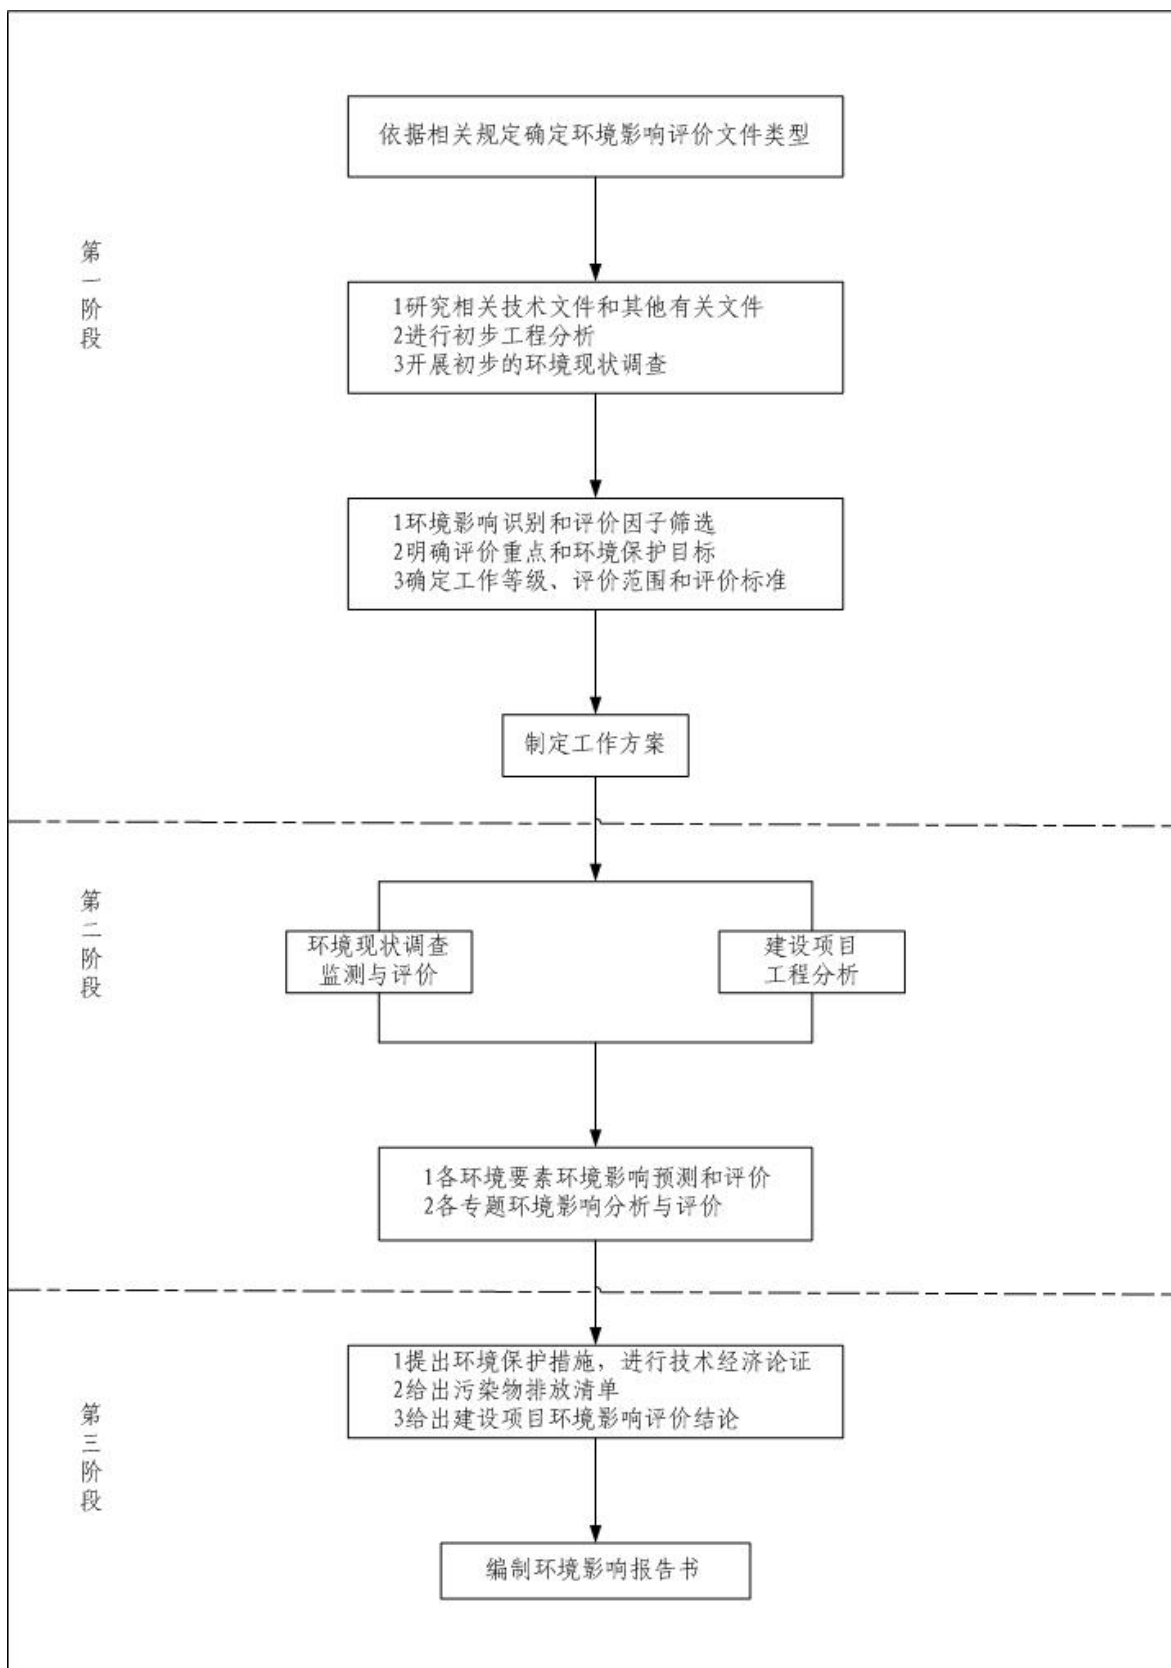 依据相关规定确定环境影响评价文件类型
第一阶段
1研究相关技术文件和其他有关文件
2进行初步工程分析
3开展初步的环境现状调查
1环境影响识别和评价因子筛选
2明确评价重点和环境保护目标
3确定工作等级、评价范围和评价标准
制定工作方案
第二阶段
环境现状调查
监测与评价
建设项目
工程分析
1各环境要素环境影响预测和评价
2各专题环境影响分析与评价
第三阶段
1提出环境保护措施，进行技术经济论证
2给出污染物排放清单
3给出建设项目环境影响评价结论
编制环境影响报告书